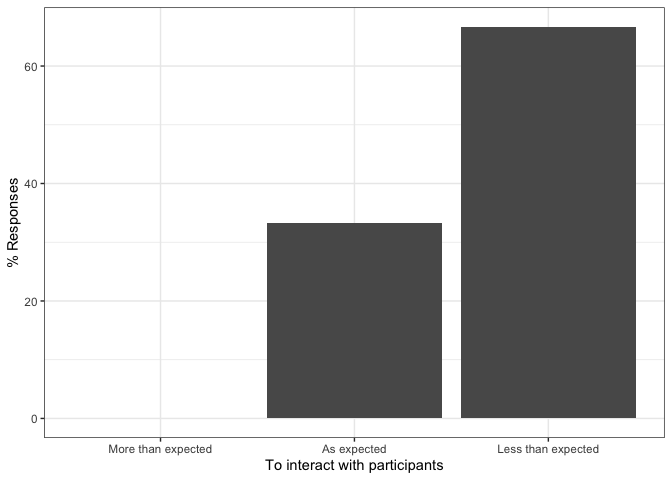 60
40
20
0
% Responses
More than expected
As expected
Less than expected
To interact with participants